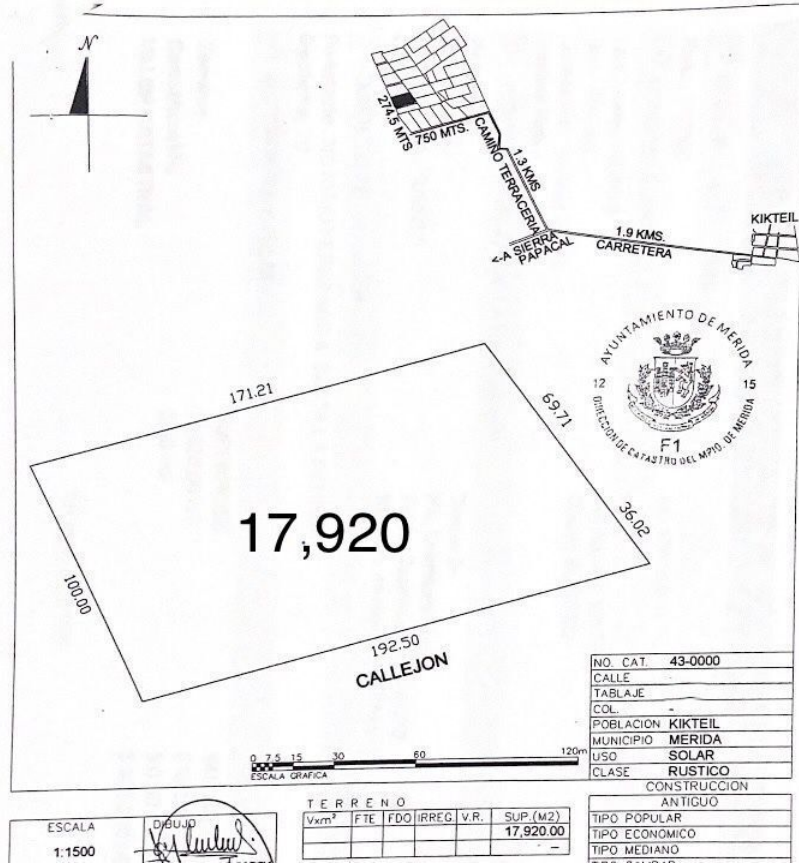 N
274.5 MTS
750 MTS.
CAMINO TERRACERIA
1.3 KMS
<-A SIERRA
PAPACAL
1.9 KMS.
CARRETERA
KIKTEIL
AYUNTAMIENTO DE MERIDA
12 15
F1
DIRECCION DE CATASTRO DEL MPIO. DE MERIDA
171.21
69.71
36.02
17,920
100.00
192.50
CALLEJON
0 7.5 15 30 60 120m
ESCALA GRAFICA
NO. CAT. 43-0000
CALLE -
TABLAJE
COL. -
POBLACION KIKTEIL
MUNICIPIO MERIDA
USO SOLAR
CLASE RUSTICO
CONSTRUCCION
ANTIGUO
TIPO POPULAR
TIPO ECONOMICO
TIPO MEDIANO
ESCALA
1:1500
DIBUJO
TERRENO
Vxm² FTE FDO IRREG. V.R. SUP.(M2)
17,920.00
–